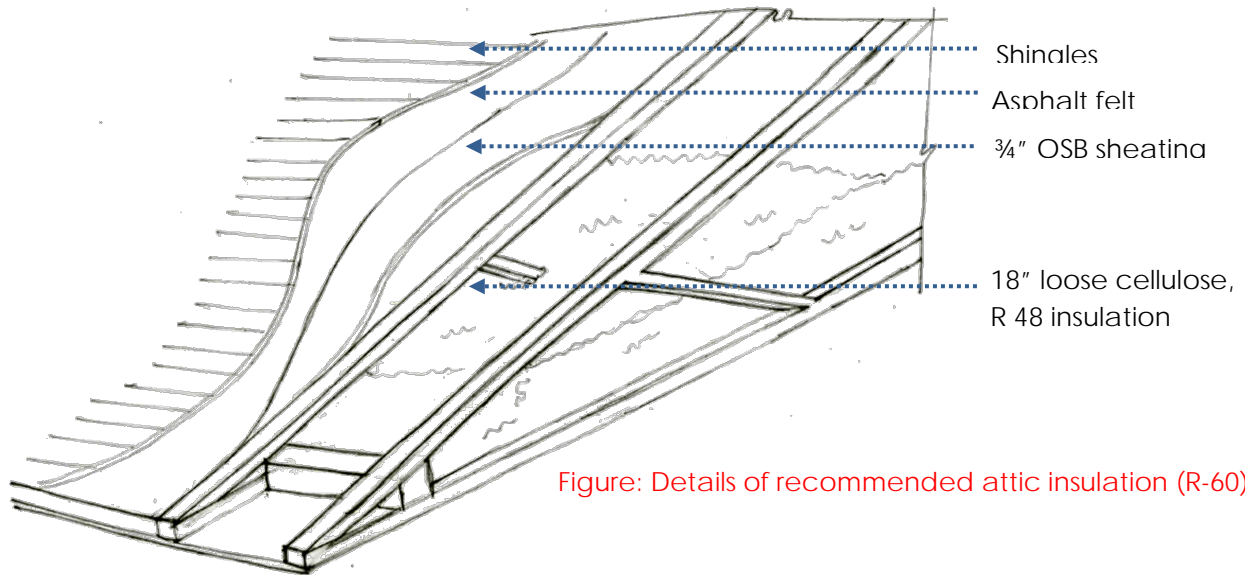 Shingles
Asphalt felt
¾" OSB sheating
18" loose cellulose,
R 48 insulation
Figure: Details of recommended attic insulation (R-60)